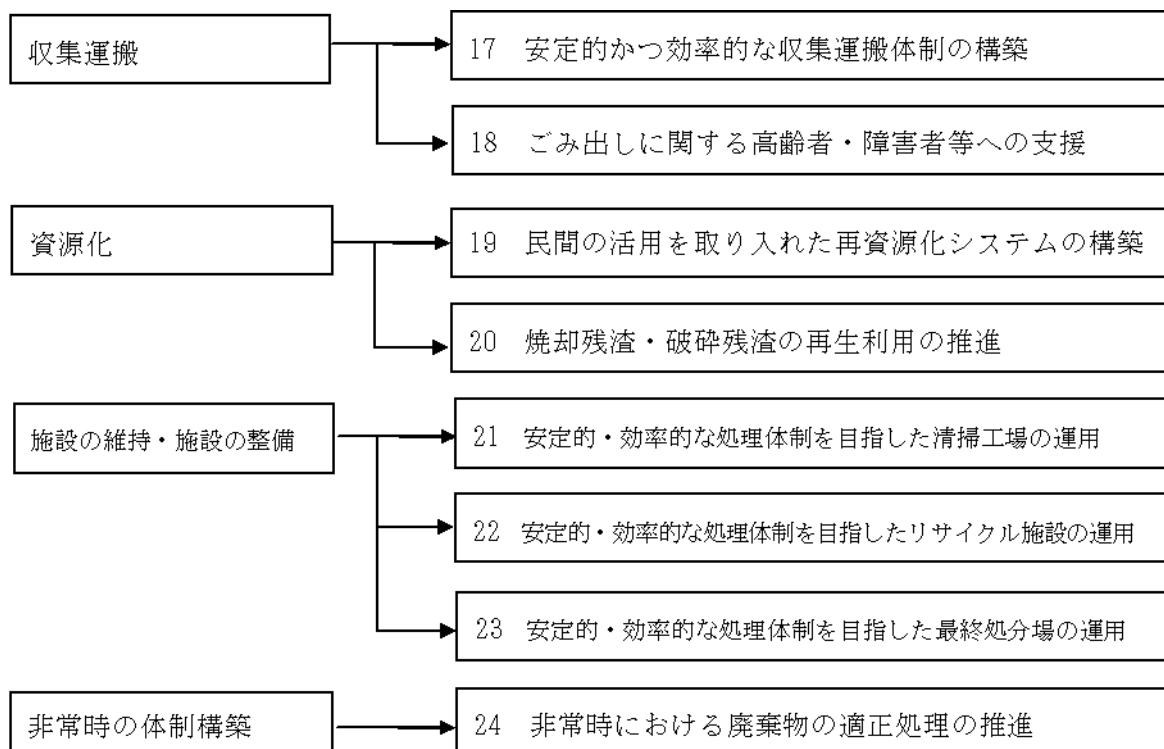 収集運搬
17 安定的かつ効率的な収集運搬体制の構築
18 ごみ出しに関する高齢者・障害者等への支援
資源化
19 民間の活用を取り入れた再資源化システムの構築
20 焼却残渣・破砕残渣の再生利用の推進
施設の維持・施設の整備
21 安定的・効率的な処理体制を目指した清掃工場の運用
22 安定的・効率的な処理体制を目指したリサイクル施設の運用
23 安定的・効率的な処理体制を目指した最終処分場の運用
非常時の体制構築
24 非常時における廃棄物の適正処理の推進